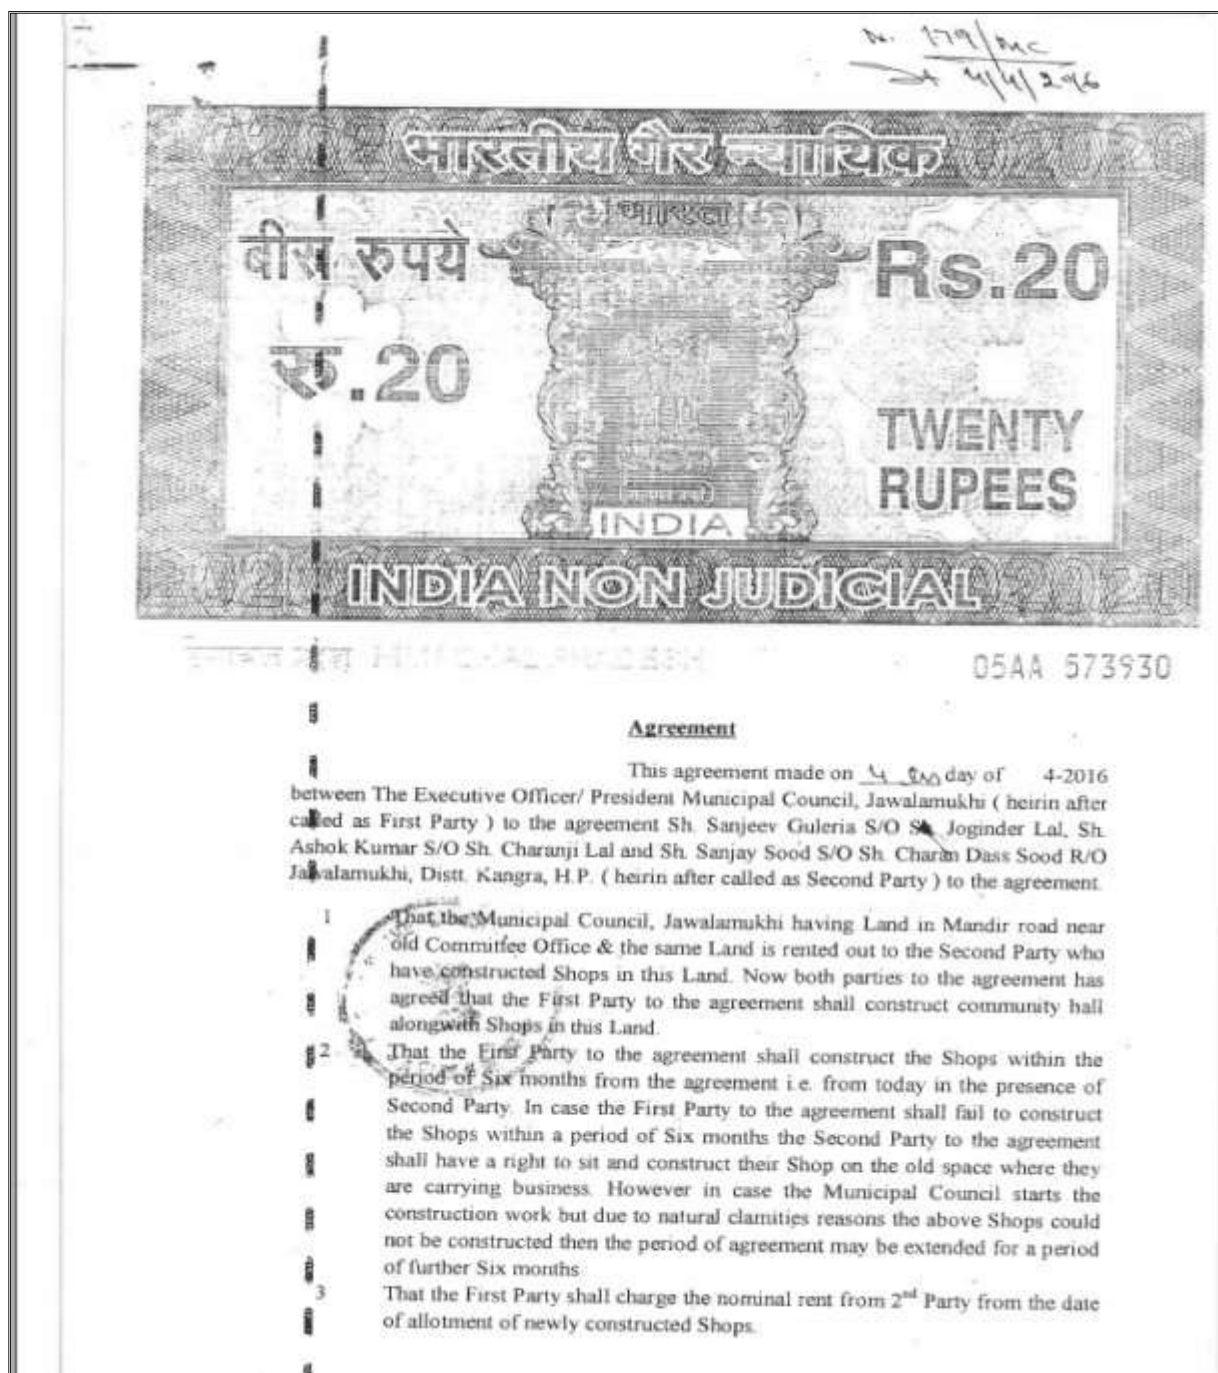 179/MC
4/4/2016
भारतीय गैर न्यायिक
भारत
बीस रुपये
Rs.20
रु.20
TWENTY
RUPEES
INDIA
INDIA NON JUDICIAL
05AA 573930
Agreement
This agreement made on 4 day of 4-2016
between The Executive Officer/ President Municipal Council, Jawalamukhi ( heirin after
called as First Party ) to the agreement Sh. Sanjeev Guleria S/O Sh. Joginder Lal, Sh.
Ashok Kumar S/O Sh. Charanji Lal and Sh. Sanjay Sood S/O Sh. Charan Dass Sood R/O
Jawalamukhi, Distt. Kangra, H.P. ( heirin after called as Second Party ) to the agreement.
1 That the Municipal Council, Jawalamukhi having Land in Mandir road near
old Committee Office & the same Land is rented out to the Second Party who
have constructed Shops in this Land. Now both parties to the agreement has
agreed that the First Party to the agreement shall construct community hall
alongwith Shops in this Land.
2 That the First Party to the agreement shall construct the Shops within the
period of Six months from the agreement i.e. from today in the presence of
Second Party. In case the First Party to the agreement shall fail to construct
the Shops within a period of Six months the Second Party to the agreement
shall have a right to sit and construct their Shop on the old space where they
are carrying business. However in case the Municipal Council starts the
construction work but due to natural clamities reasons the above Shops could
not be constructed then the period of agreement may be extended for a period
of further Six months
3 That the First Party shall charge the nominal rent from 2nd Party from the date
of allotment of newly constructed Shops.